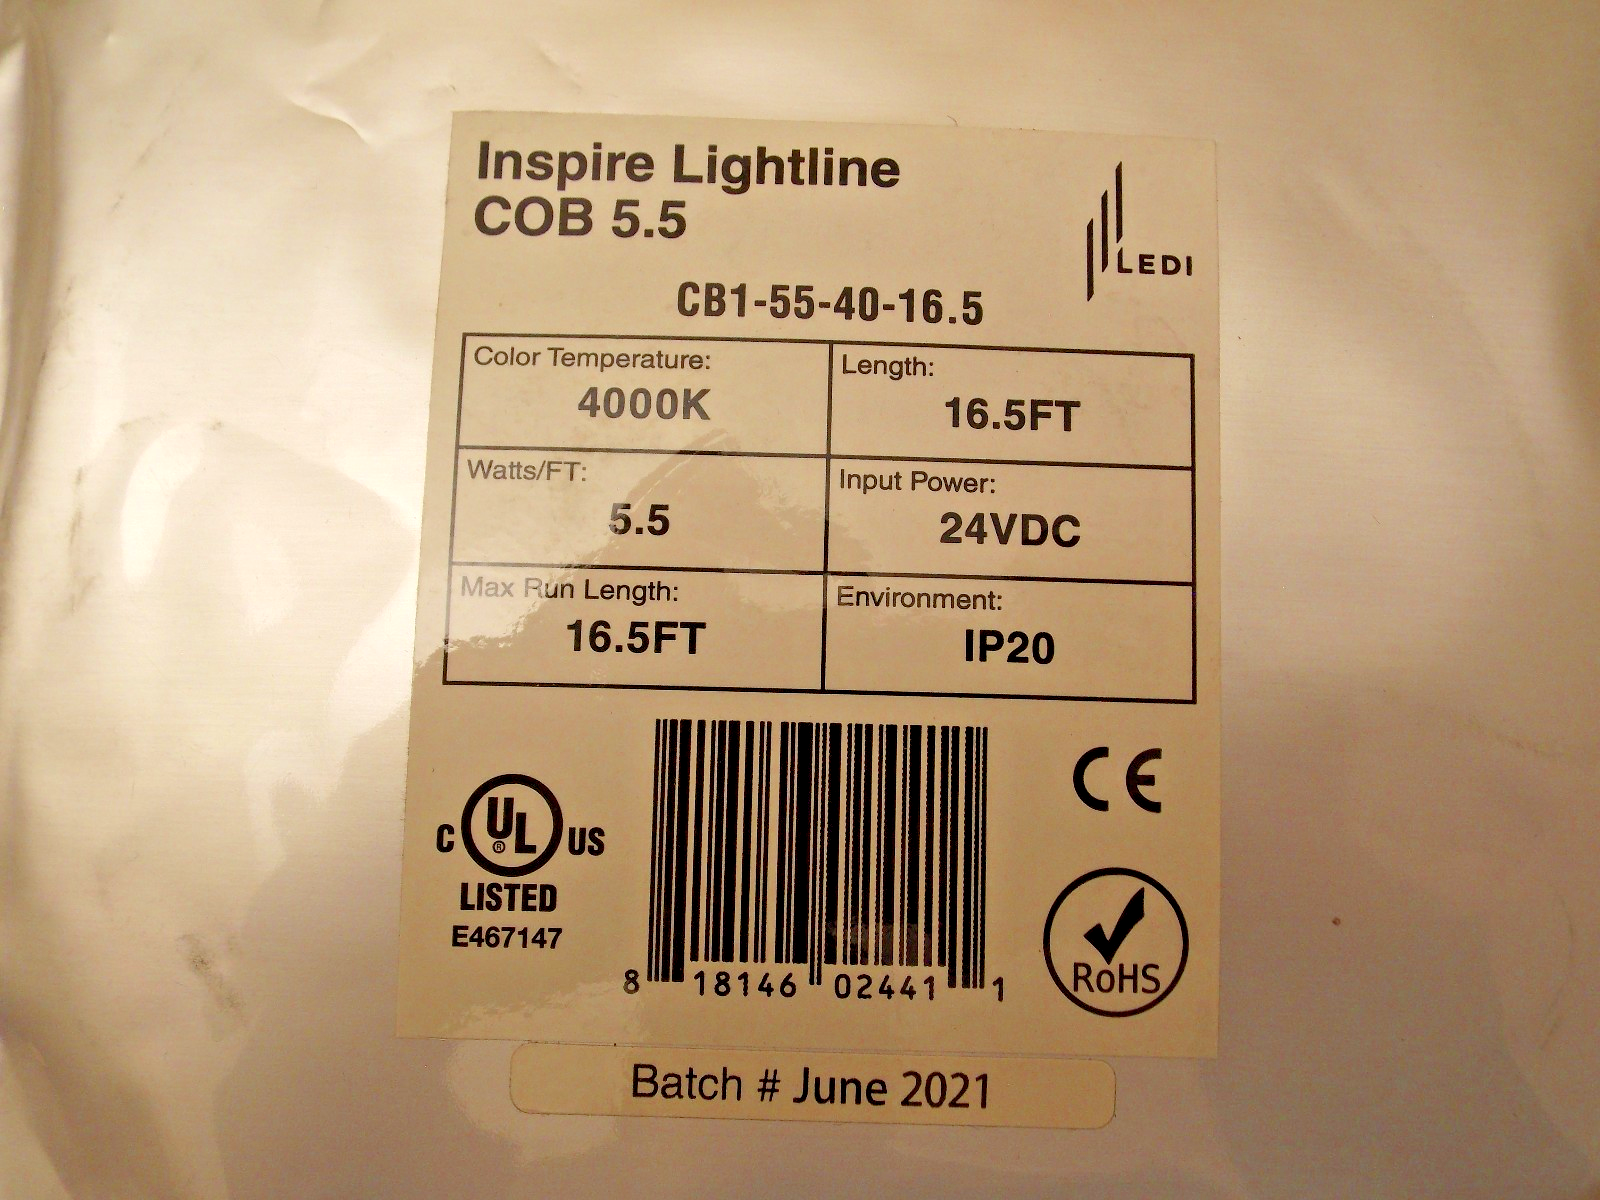 Inspire Lightline
COB 5.5
LEDI
CB1-55-40-16.5
Color Temperature:
4000K
Length:
16.5FT
Watts/FT:
5.5
Input Power:
24VDC
Max Run Length:
16.5FT
Environment:
IP20
C UL ® US
LISTED
E467147
8 18146 02441 1
CE
RoHS
Batch # June 2021